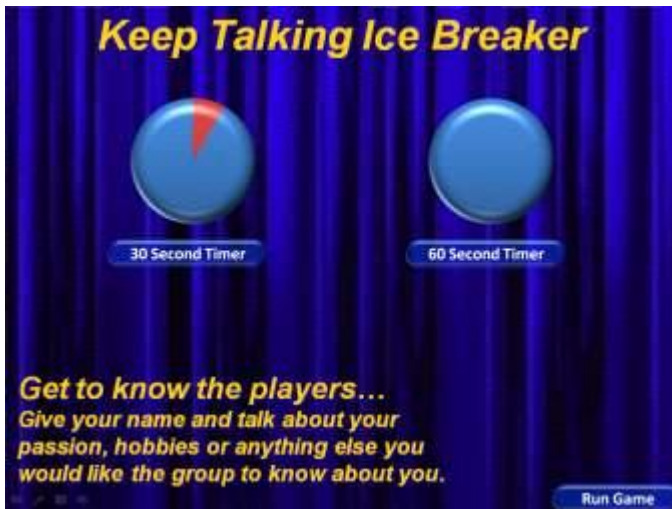 Keep Talking Ice Breaker
30 Second Timer
60 Second Timer
Get to know the players...
Give your name and talk about your
passion, hobbies or anything else you
would like the group to know about you.
Run Game